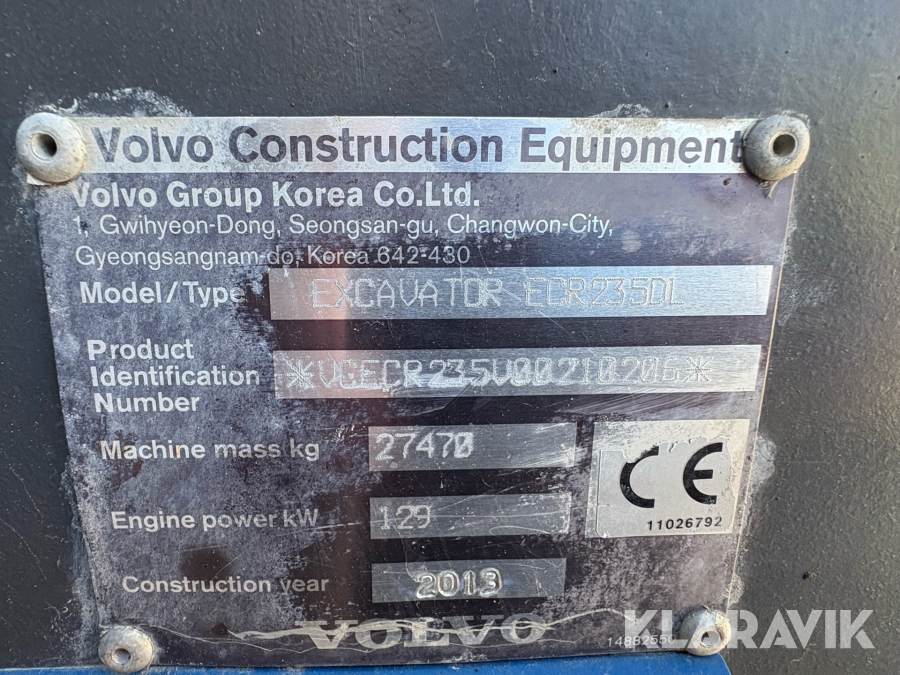 Volvo Construction Equipment
Volvo Group Korea Co.Ltd.
1, Gwihyeon-Dong, Seongsan-gu, Changwon-City,
Gyeongsangnam-do, Korea 642-430
Model/Type EXCAVATOR ECR235DL
Product
Identification
Number
*VCECR235V00210206*
Machine mass kg 27470
CE
Engine power kW 129
11026792
Construction year 2013
VOLVO
14882550
KLARAVIK